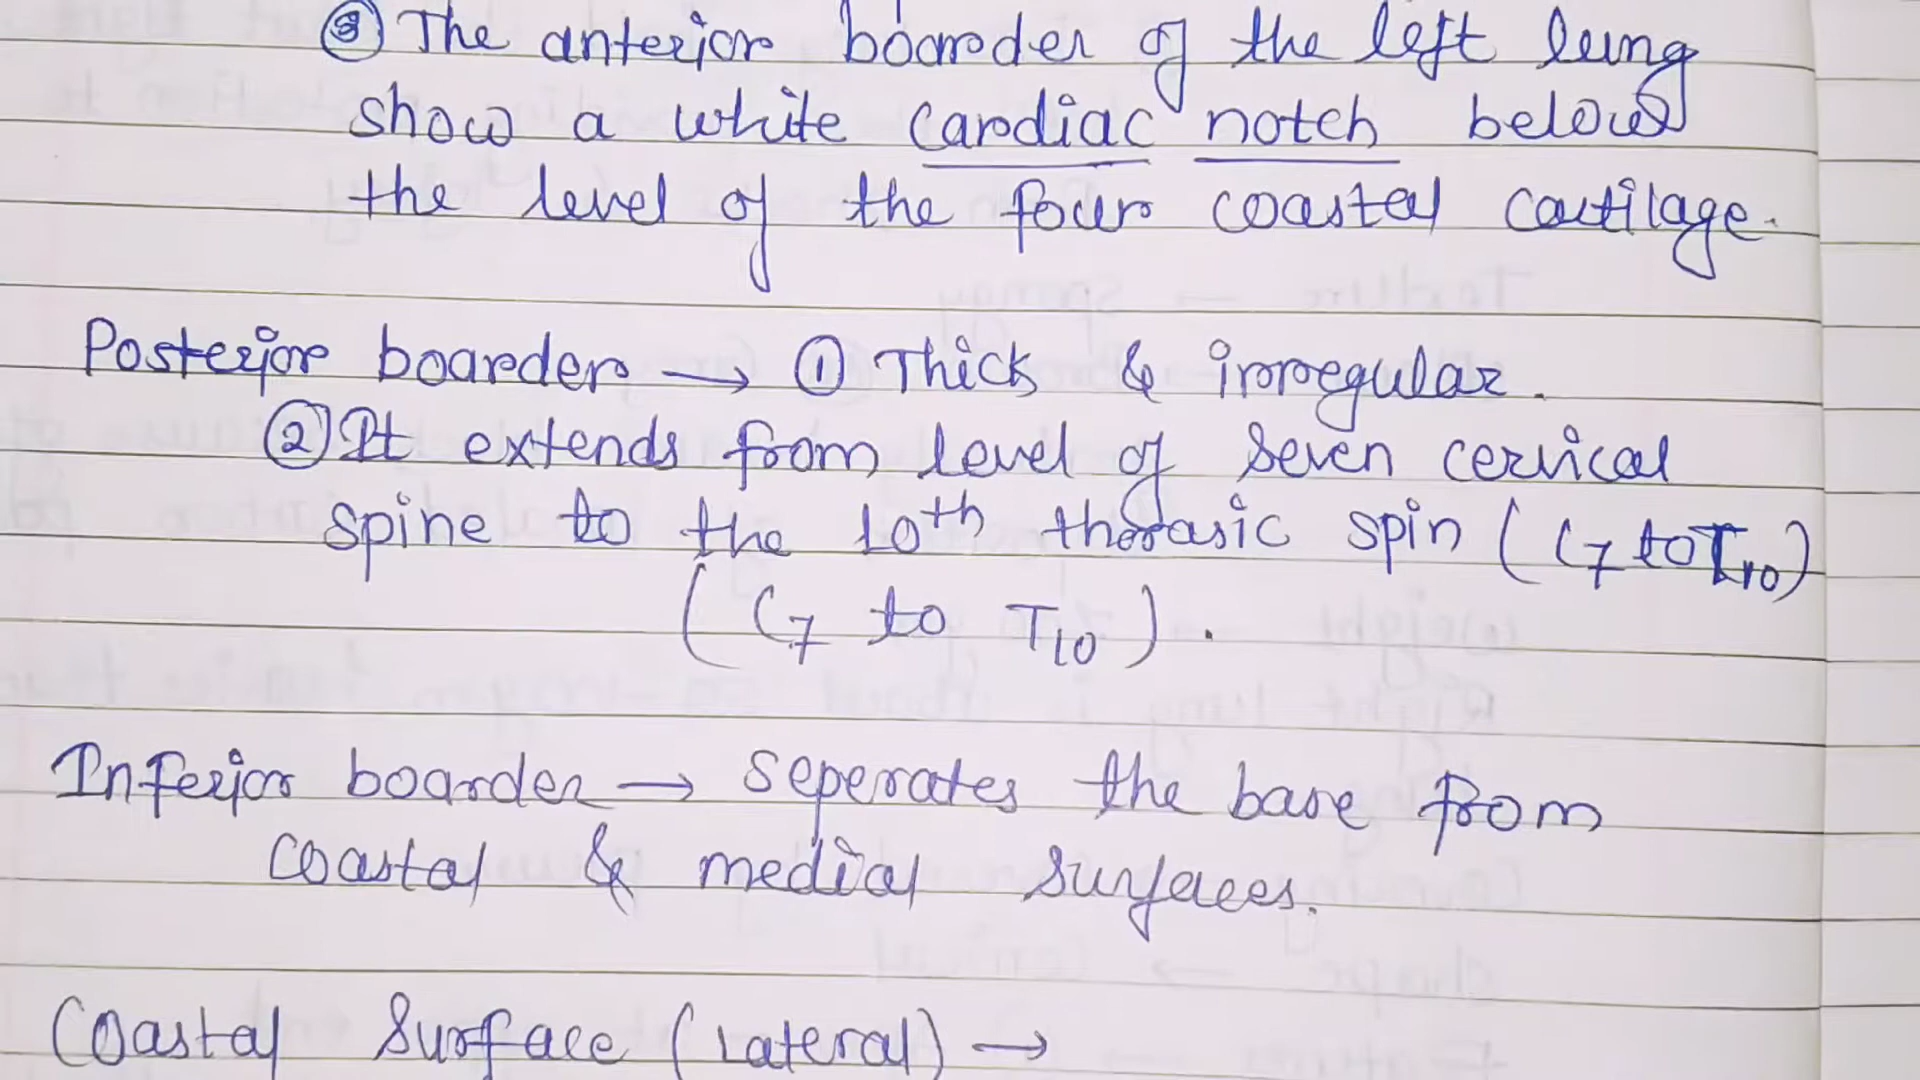 ③ The anterior boarder of the left lung
show a white cardiac notch below
the level of the four coastal cartilage.
Posterior boarder → ① Thick & irregular.
② It extends from level of seven cervical
spine to the 10th thorasic spin (C7 to T10)
(C7 to T10).
Inferior boarder → seperates the base from
coastal & medial surfaces.
Coastal surface (Lateral) →